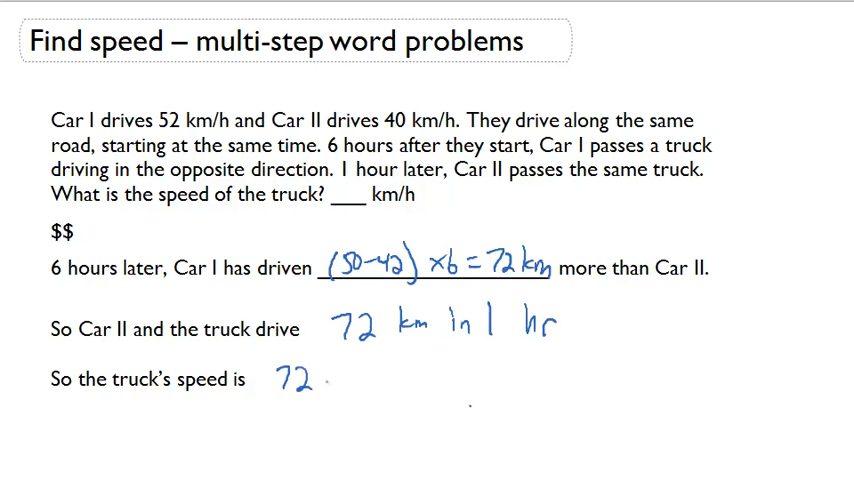 Find speed – multi-step word problems
Car I drives 52 km/h and Car II drives 40 km/h. They drive along the same
road, starting at the same time. 6 hours after they start, Car I passes a truck
driving in the opposite direction. 1 hour later, Car II passes the same truck.
What is the speed of the truck? ___ km/h
$$
6 hours later, Car I has driven (50-42) ×6 = 72 km more than Car II.
So Car II and the truck drive 72 km in 1 hr
So the truck's speed is 72